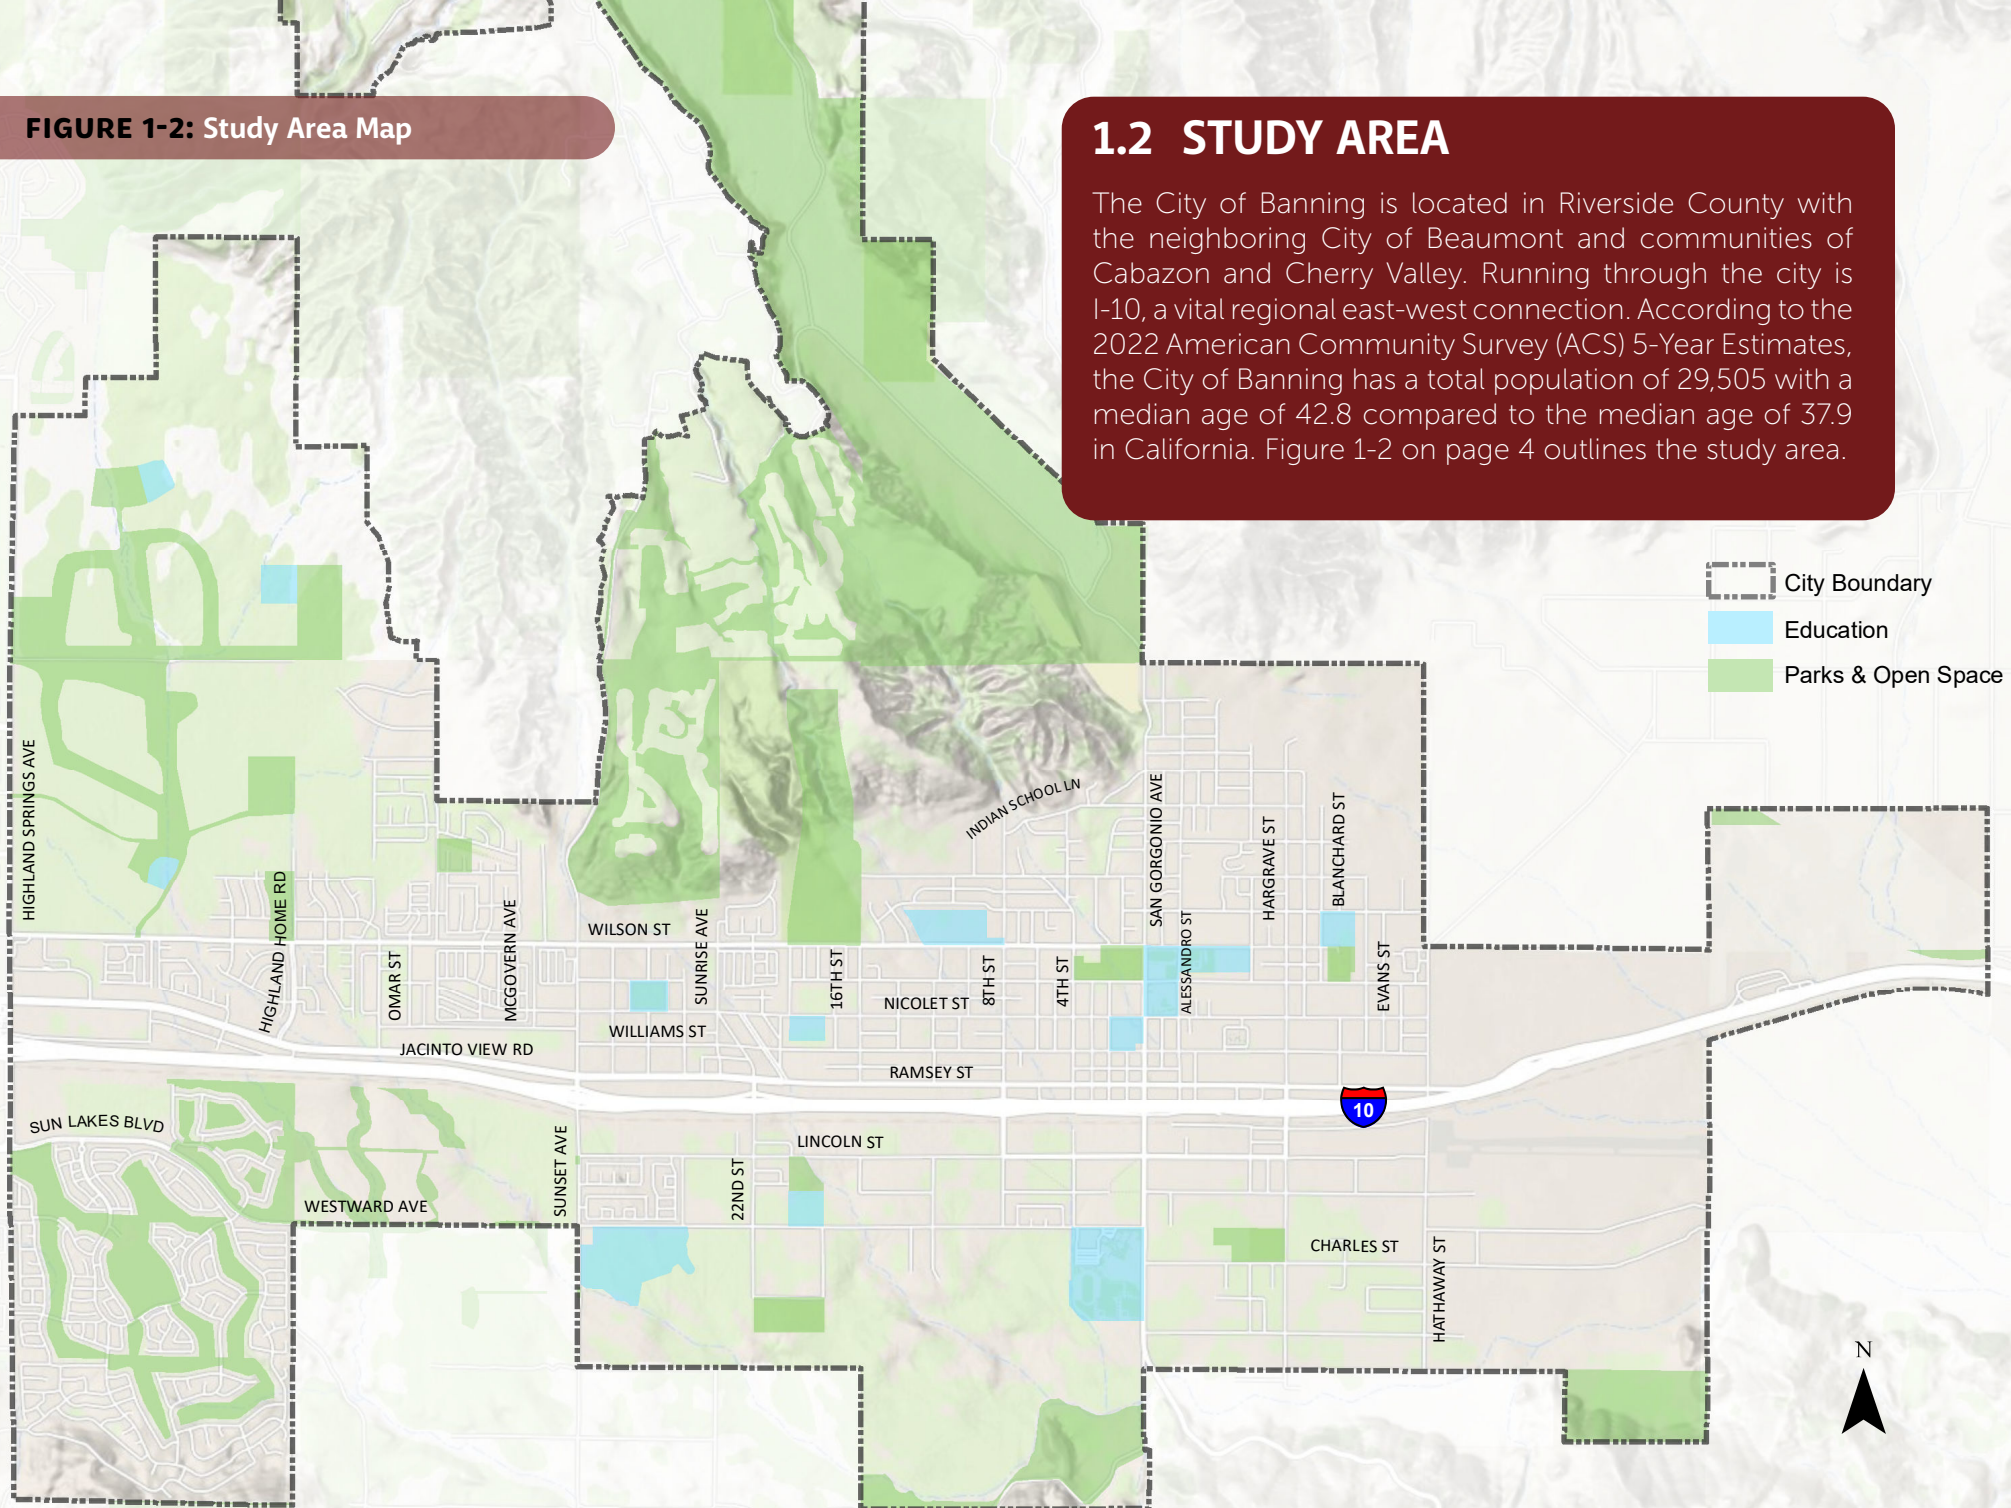 FIGURE 1-2: Study Area Map
1.2 STUDY AREA
The City of Banning is located in Riverside County with
the neighboring City of Beaumont and communities of
Cabazon and Cherry Valley. Running through the city is
I-10, a vital regional east-west connection. According to the
2022 American Community Survey (ACS) 5-Year Estimates,
the City of Banning has a total population of 29,505 with a
median age of 42.8 compared to the median age of 37.9
in California. Figure 1-2 on page 4 outlines the study area.
City Boundary
Education
Parks & Open Space
HIGHLAND SPRINGS AVE
HIGHLAND HOME RD
OMAR ST
MCGOVERN AVE
WILSON ST
SUNRISE AVE
16TH ST
NICOLET ST
8TH ST
4TH ST
INDIAN SCHOOL LN
SAN GORGONIO AVE
ALESSANDRO ST
HARGRAVE ST
BLANCHARD ST
EVANS ST
WILLIAMS ST
JACINTO VIEW RD
RAMSEY ST
10
SUN LAKES BLVD
LINCOLN ST
SUNSET AVE
22ND ST
WESTWARD AVE
CHARLES ST
HATHAWAY ST
N